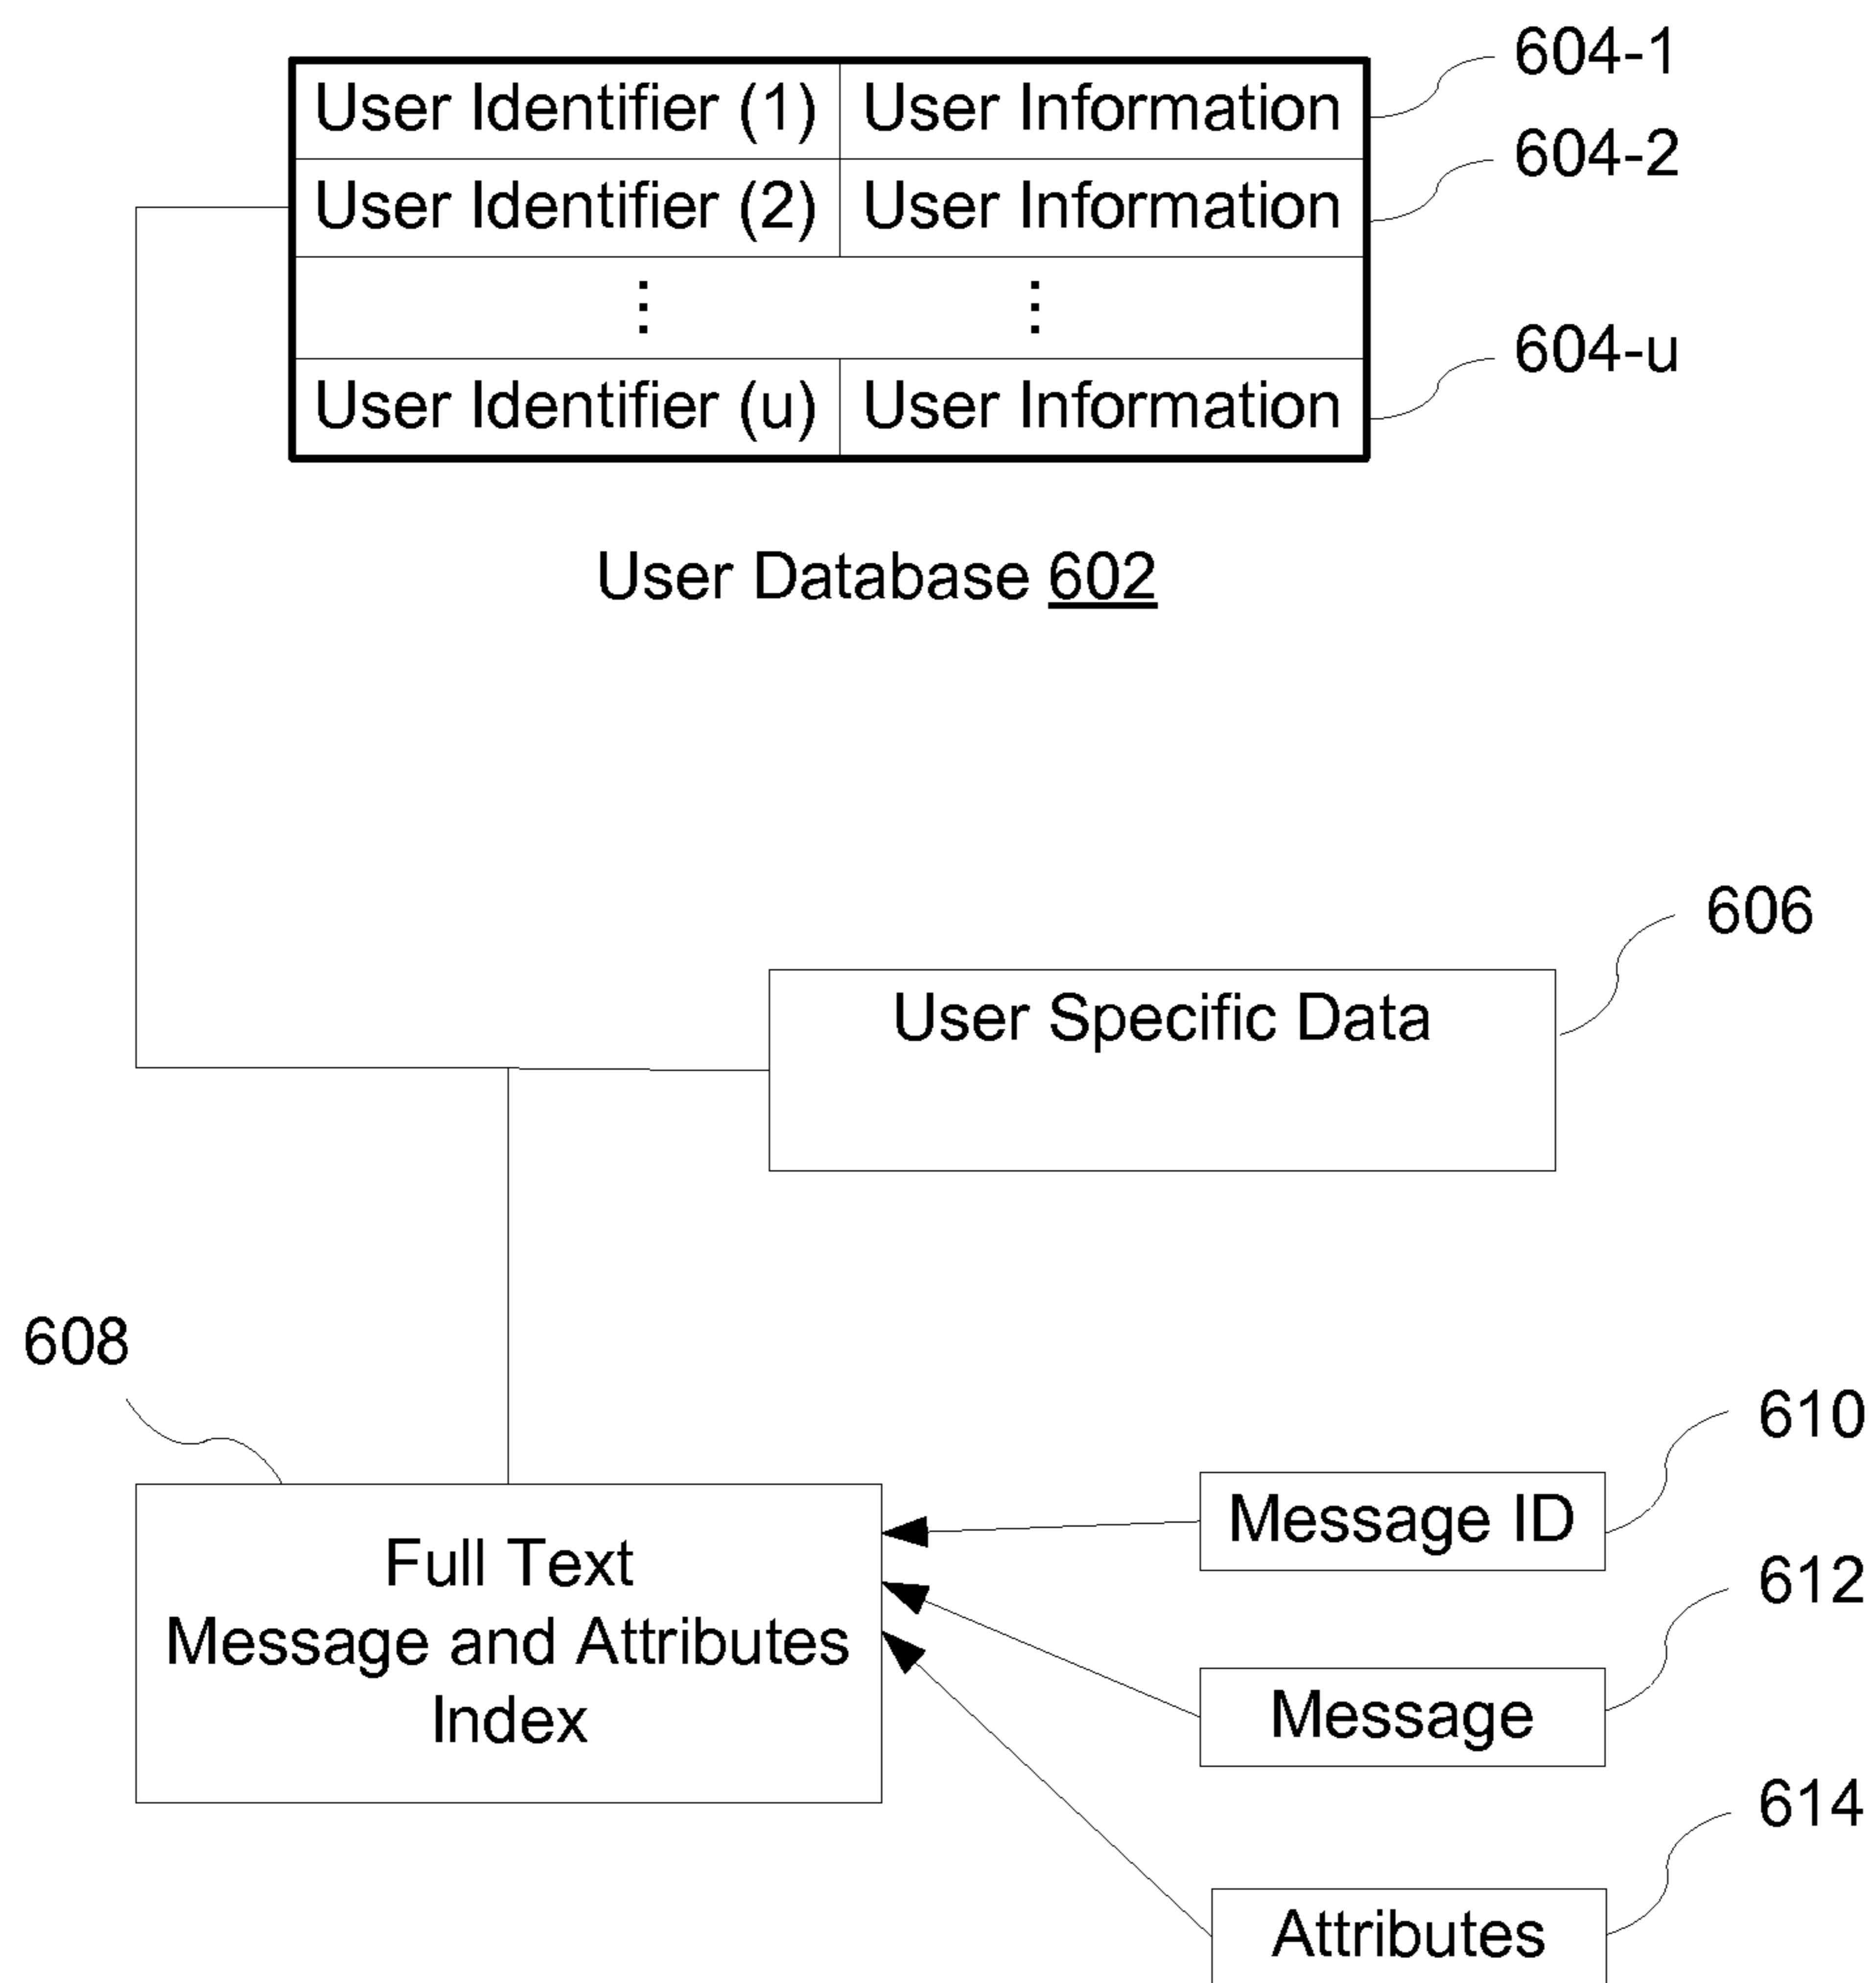 604-1
User Identifier (1) User Information
604-2
User Identifier (2) User Information
⋮ ⋮
604-u
User Identifier (u) User Information
User Database 602
606
User Specific Data
608
610
Message ID
Full Text
Message and Attributes
Index
612
Message
614
Attributes